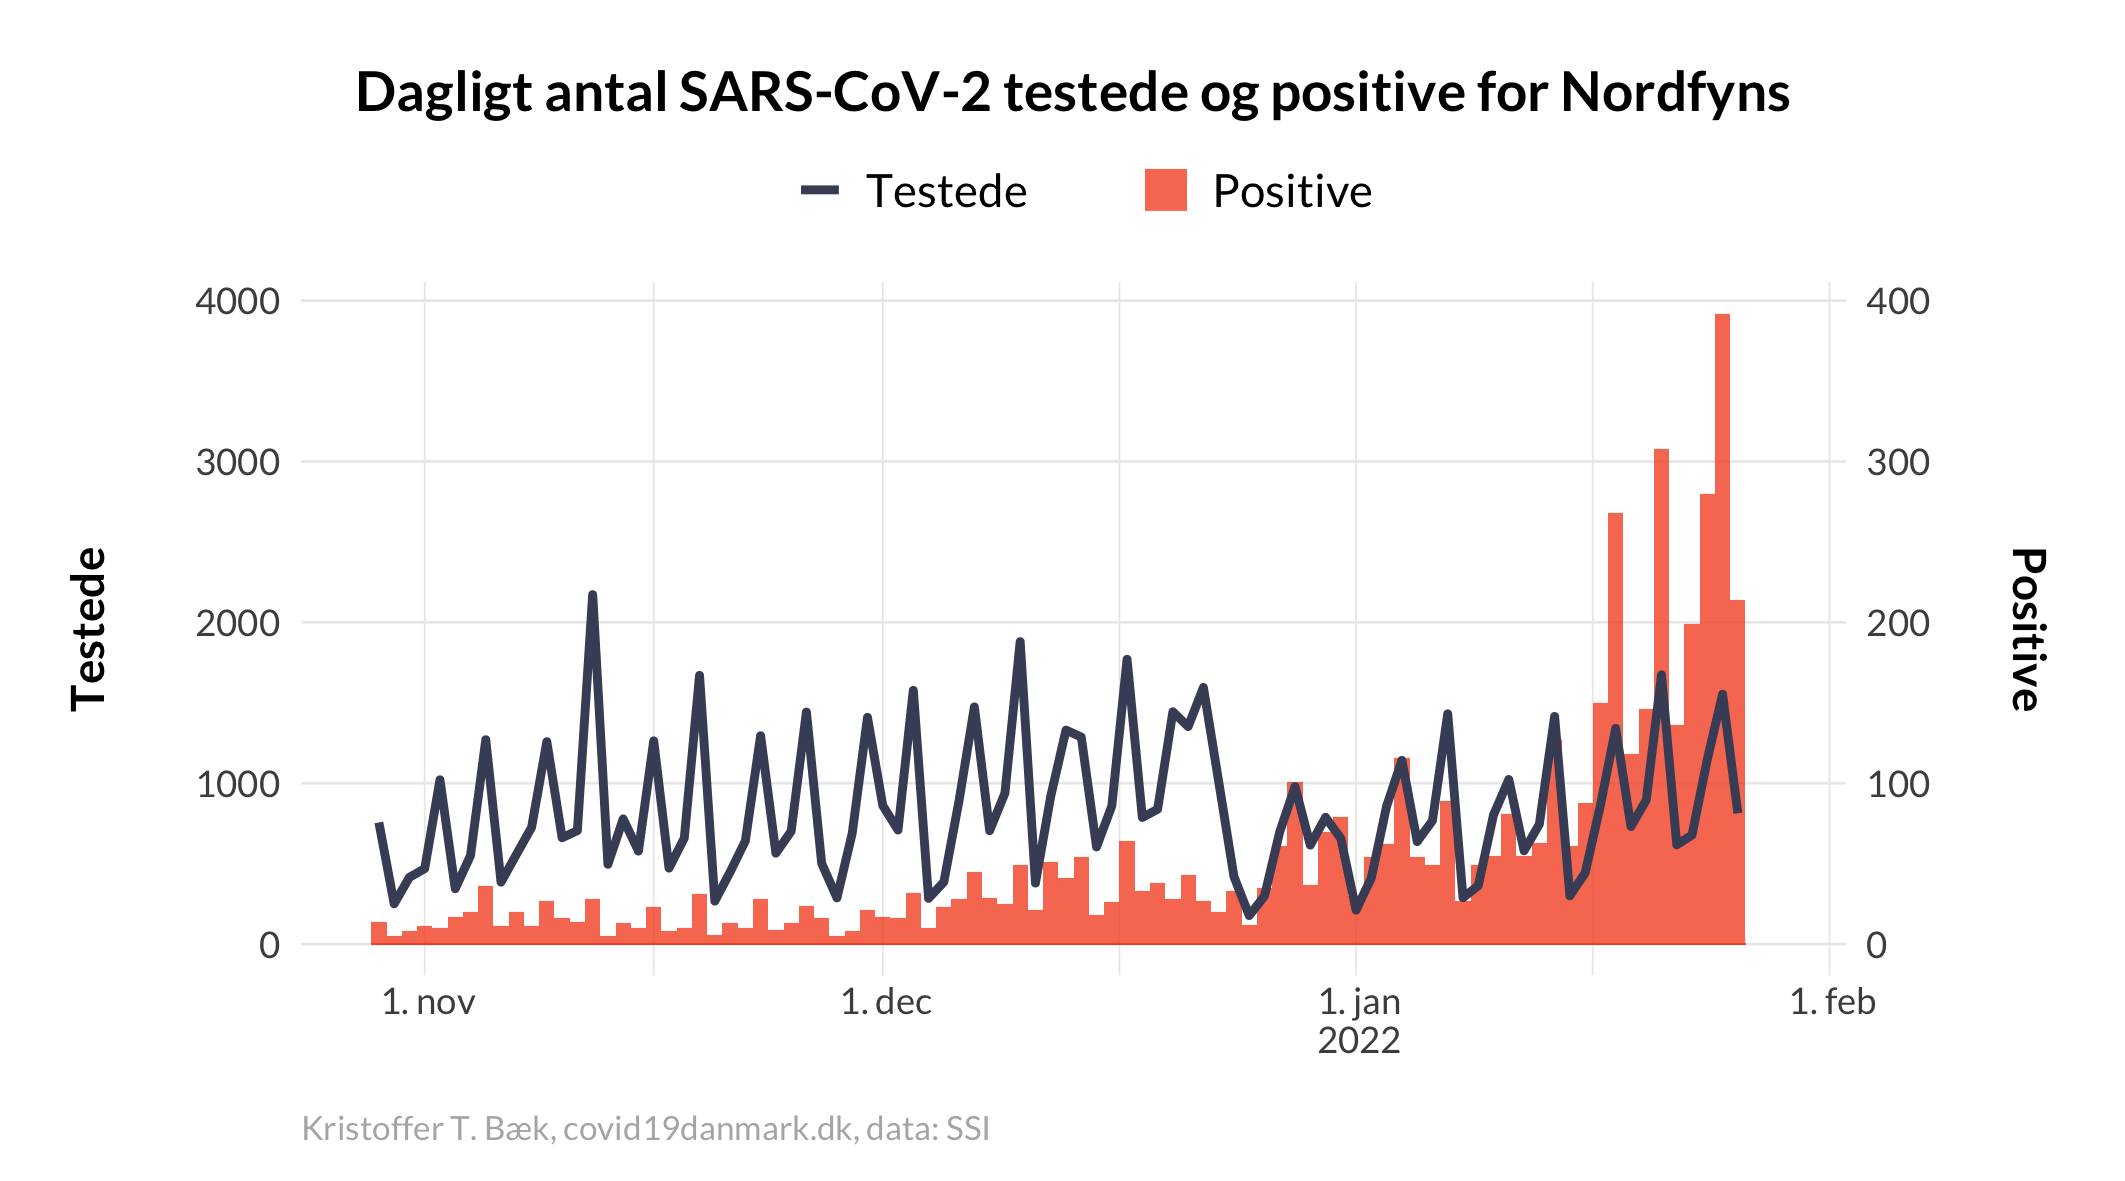 Dagligt antal SARS-CoV-2 testede og positive for Nordfyns
Testede
Positive
4000
3000
2000
1000
0
Testede
400
300
200
100
0
Positive
1. nov
1. dec
1. jan
2022
1. feb
Kristoffer T. Bæk, covid19danmark.dk, data: SSI